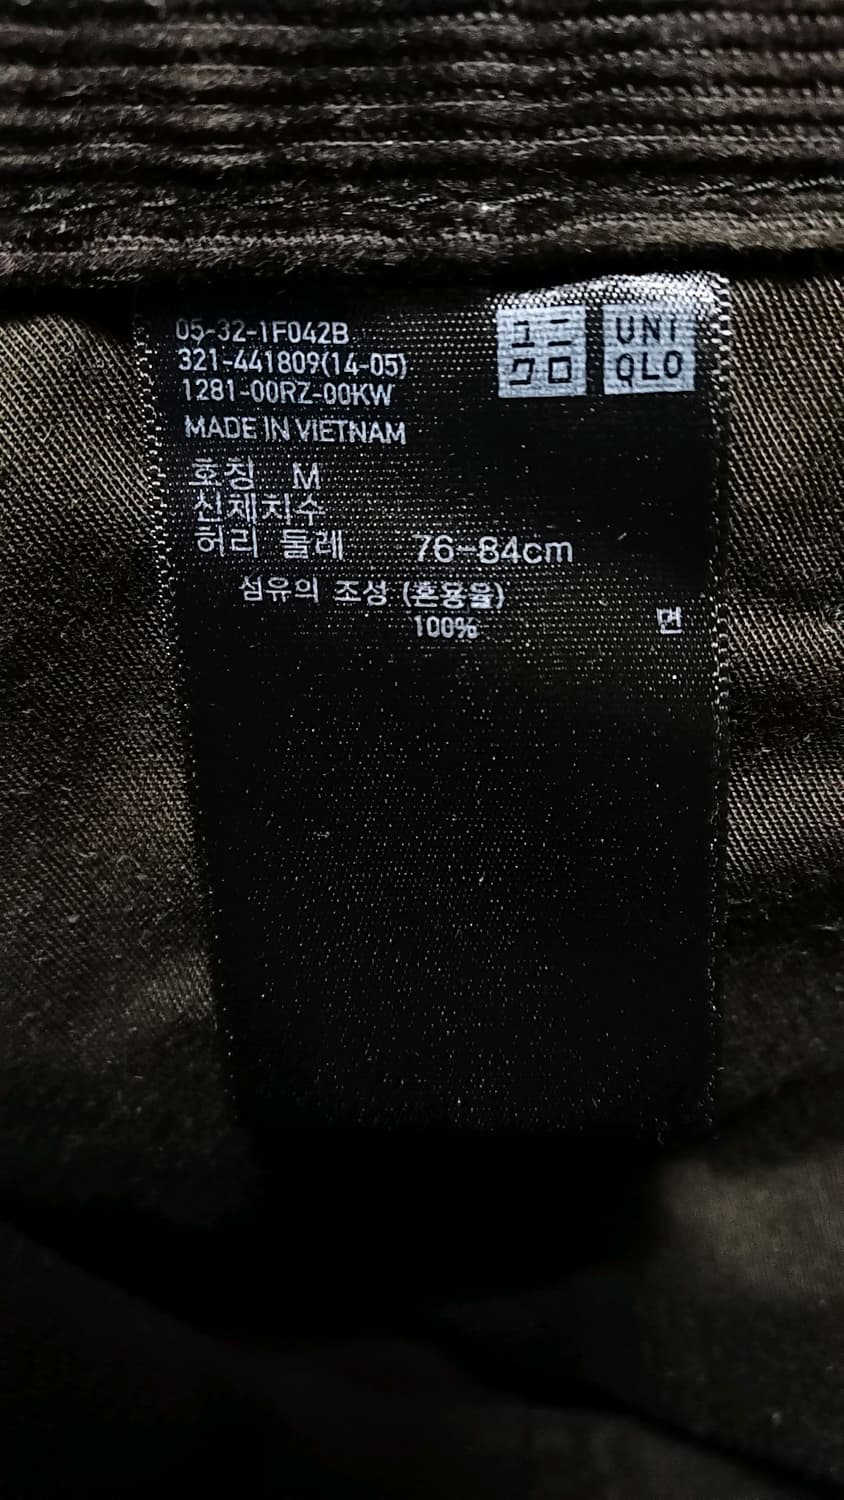 05-32-1F042B
321-441809(14-05)
1281-00RZ-00KW
MADE IN VIETNAM
ユニ
クロ
UNI
QLO
호칭 M
신체치수
허리 둘레 76-84cm
섬유의 조성 (혼용율)
100% 면